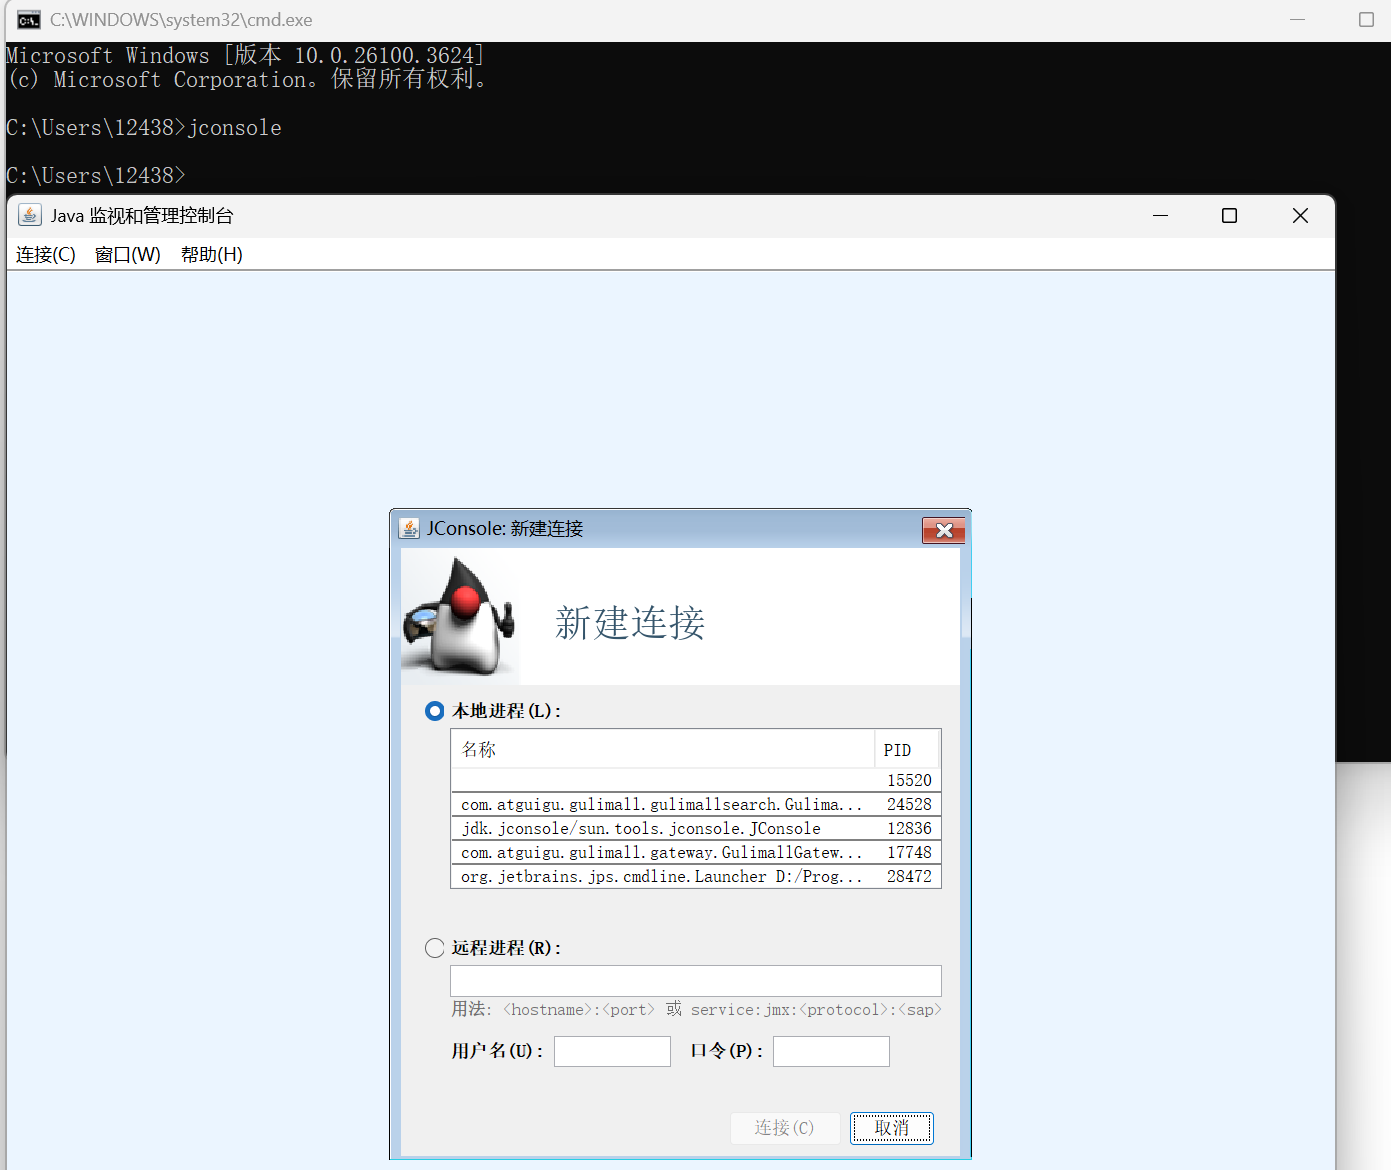 C:\WINDOWS\system32\cmd.exe
Microsoft Windows [版本 10.0.26100.3624]
(c) Microsoft Corporation。保留所有权利。
C:\Users\12438>jconsole
C:\Users\12438>
Java 监视和管理控制台
连接(C) 窗口(W) 帮助(H)
JConsole: 新建连接
新建连接
本地进程(L):
名称 PID
15520
com.atguigu.gulimall.gulimallsearch.Gulima... 24528
jdk.jconsole/sun.tools.jconsole.JConsole 12836
com.atguigu.gulimall.gateway.GulimallGatew... 17748
org.jetbrains.jps.cmdline.Launcher D:/Prog... 28472
远程进程(R):
用法: <hostname>:<port> 或 service:jmx:<protocol>:<sap>
用户名(U): 口令(P):
连接(C) 取消